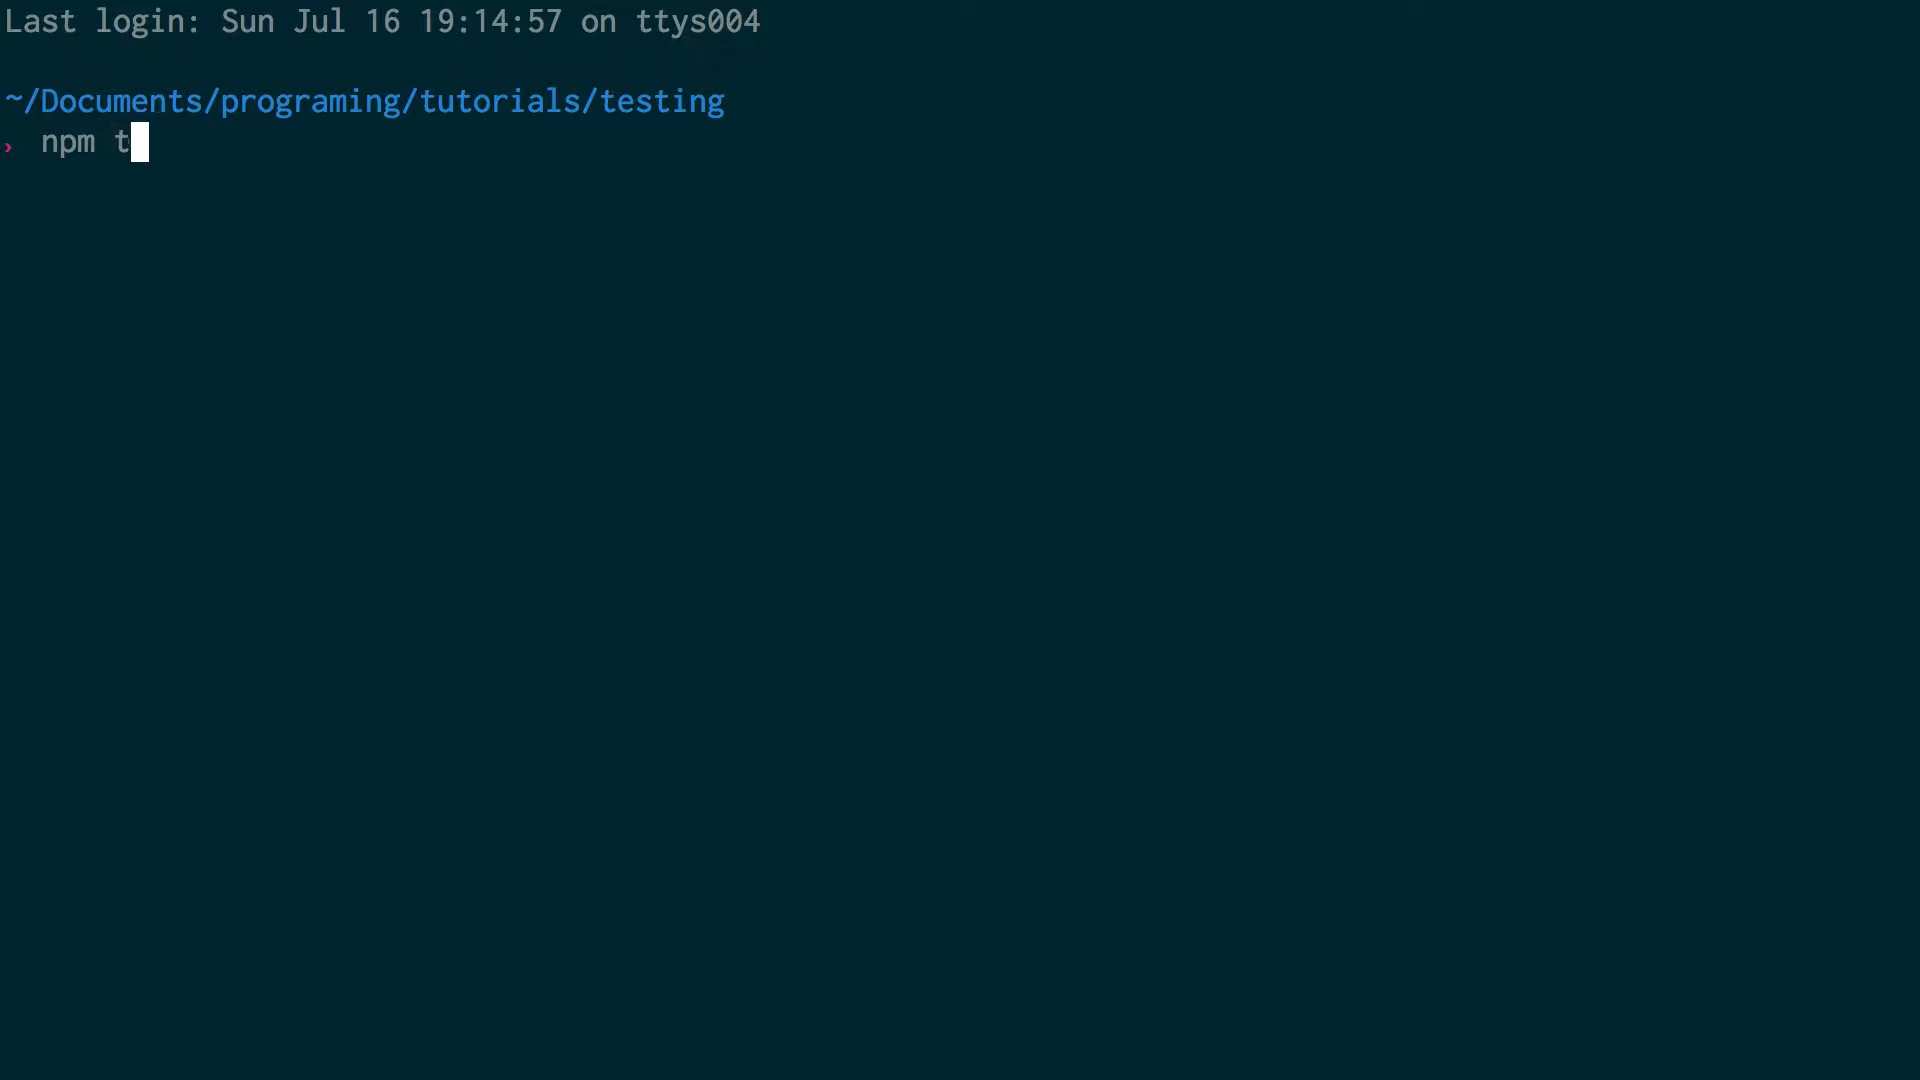 Last login: Sun Jul 16 19:14:57 on ttys004
~/Documents/programing/tutorials/testing
› npm t